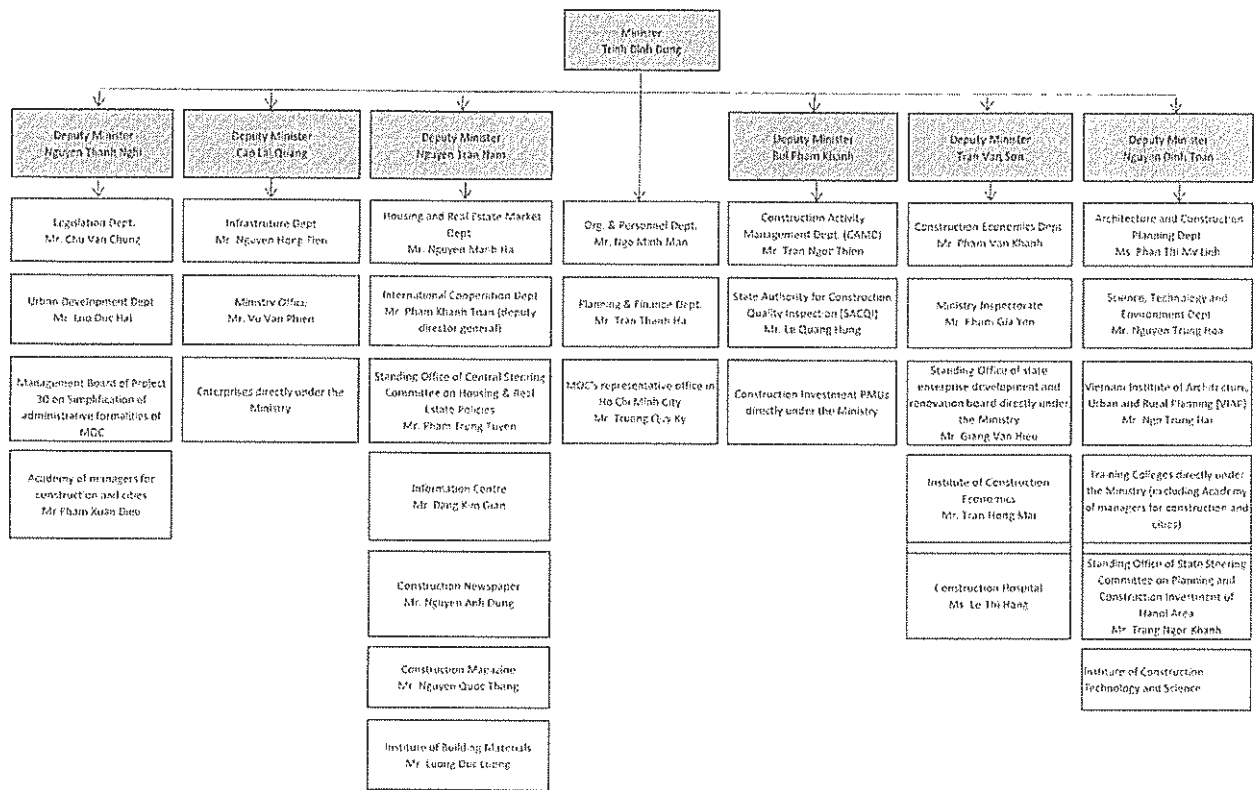 Minister
Trinh Dinh Dung
Deputy Minister
Nguyen Thanh Nghi
Deputy Minister
Cao Lai Quang
Deputy Minister
Nguyen Tran Nam
Deputy Minister
Bui Pham Khanh
Deputy Minister
Tran Van Son
Deputy Minister
Nguyen Dinh Toan
Legislation Dept.
Mr. Chu Van Chung
Urban Development Dept
Mr. Luu Duc Hai
Management Board of Project
30 on Simplification of
administrative formalities of
MOC
Academy of managers for
construction and cities
Mr Pham Xuan Dieu
Infrastruture Dept
Mr. Nguyen Hong Tien
Ministry Office
Mr. Vu Van Phien
Enterprises directly under the
Ministry
Housing and Real Estate Market
Dept
Mr. Nguyen Manh Ha
International Cooperation Dept
Mr. Pham Khanh Toan (deputy
director general)
Standing Office of Central Steering
Committee on Housing & Real
Estate Policies
Mr. Pham Trong Tuyen
Information Centre
Mr. Dang Kim Gian
Construction Newspaper
Mr. Nguyen Anh Dung
Construction Magazine
Mr. Nguyen Quoc Thang
Institute of Building Materials
Mr. Luong Duc Luong
Org. & Personnel Dept.
Mr. Ngo Minh Man
Planning & Finance Dept.
Mr. Tran Thanh Ha
MOC's representative office in
Ho Chi Minh City
Mr. Truong Quy Ky
Construction Activity
Management Dept. (CAMD)
Mr. Tran Ngoc Thien
State Authority for Construction
Quality Inspection (SACQI)
Mr. Le Quang Hung
Construction Investment PMUs
directly under the Ministry
Construction Economics Dept
Mr. Pham Van Khanh
Ministry Inspectorate
Mr. Pham Gia Yen
Standing Office of state
enterprise development and
renovation board directly under
the Ministry
Mr. Giang Van Hieu
Institute of Construction
Economics
Mr. Tran Hong Mai
Construction Hospital
Ms. Le Thi Hang
Architecture and Construction
Planning Dept
Ms. Phan Thi My Linh
Science, Technology and
Environment Dept
Mr. Nguyen Trung Hoa
Vietnam Institute of Architecture,
Urban and Rural Planning (VIAP)
Mr. Ngo Trung Hai
Training Colleges directly under
the Ministry (including Academy
of managers for construction and
cities)
Standing Office of State Steering
Committee on Planning and
Construction Investment of
Hanoi Area
Mr. Trang Ngor Khanh
Institute of Construction
Technology and Science